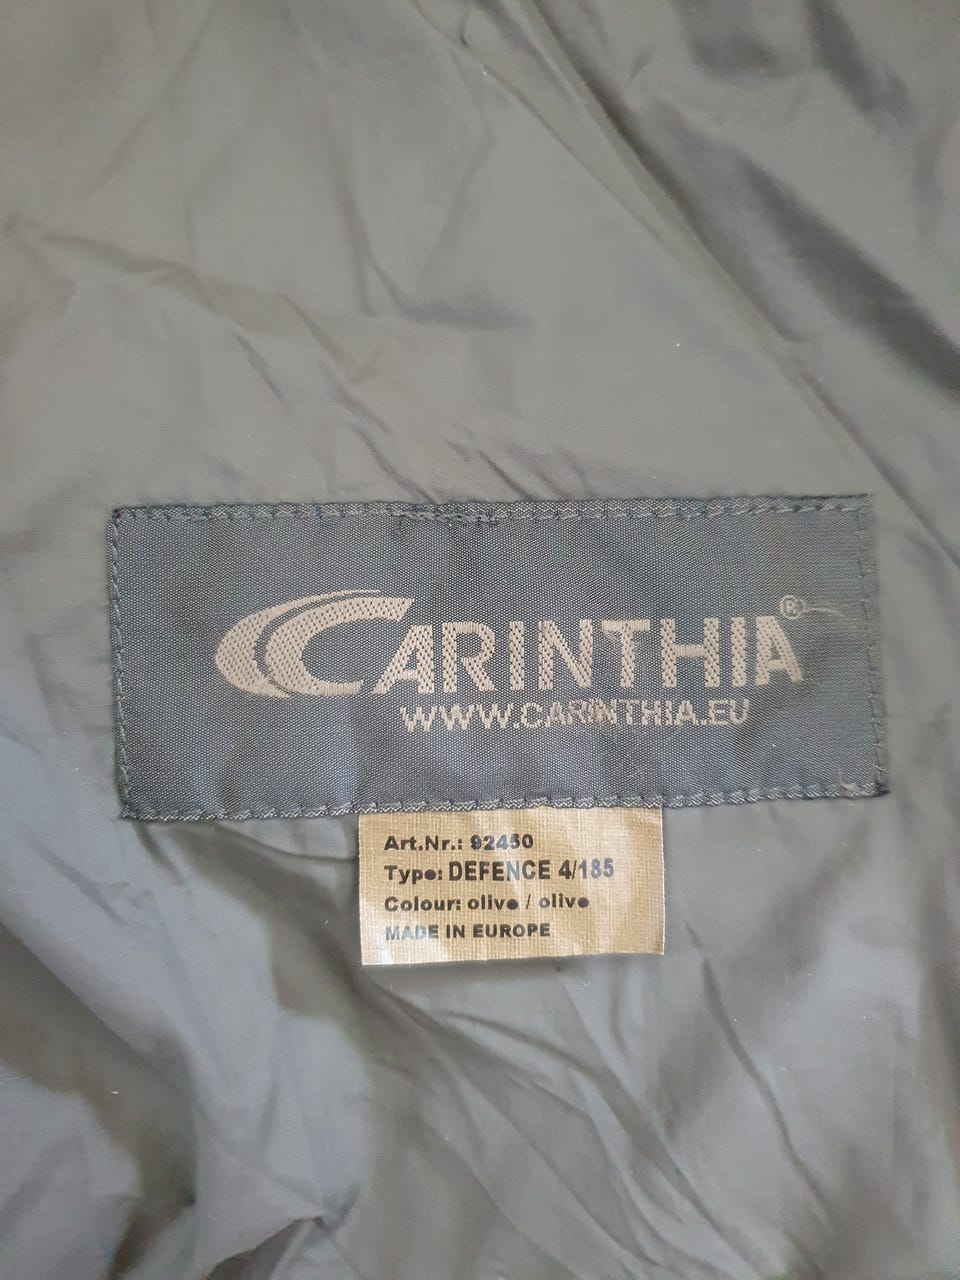 CARINTHIA®
WWW.CARINTHIA.EU
Art.Nr.: 92450
Type: DEFENCE 4/185
Colour: olive / olive
MADE IN EUROPE